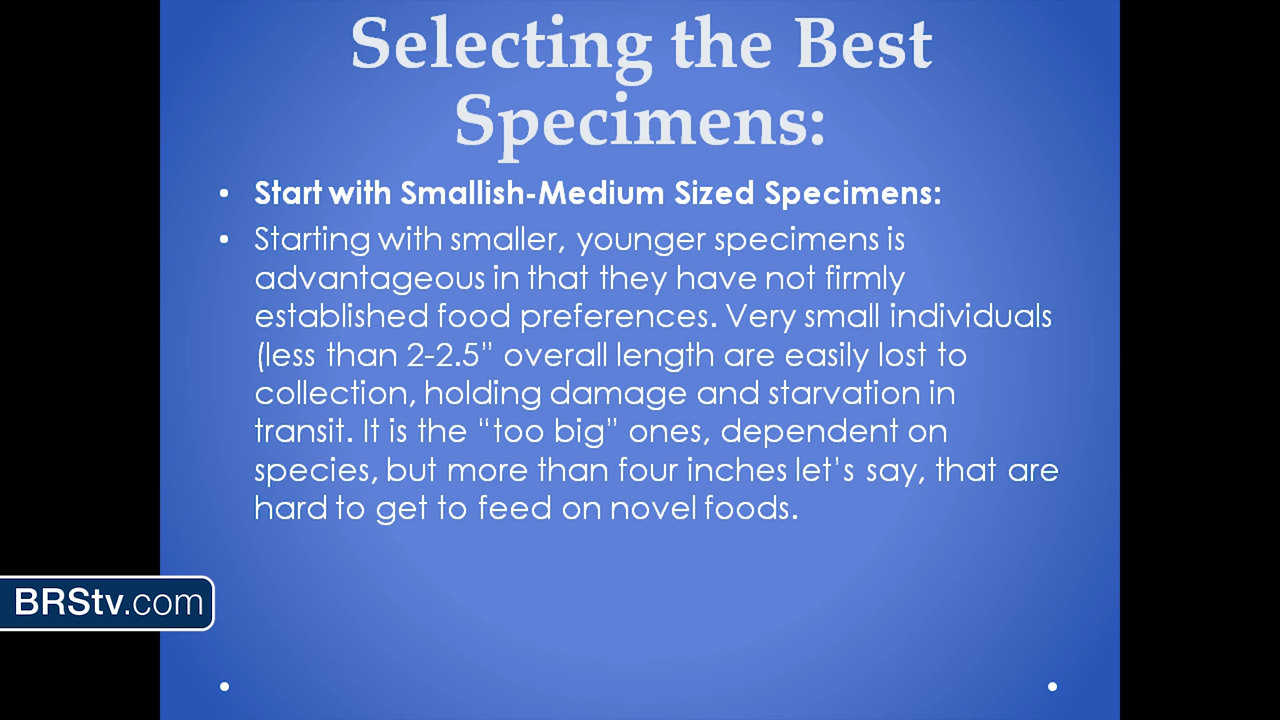 Selecting the Best
Specimens:
• Start with Smallish-Medium Sized Specimens:
• Starting with smaller, younger specimens is
advantageous in that they have not firmly
established food preferences. Very small individuals
(less than 2-2.5” overall length are easily lost to
collection, holding damage and starvation in
transit. It is the “too big” ones, dependent on
species, but more than four inches let’s say, that are
hard to get to feed on novel foods.
BRStv.com